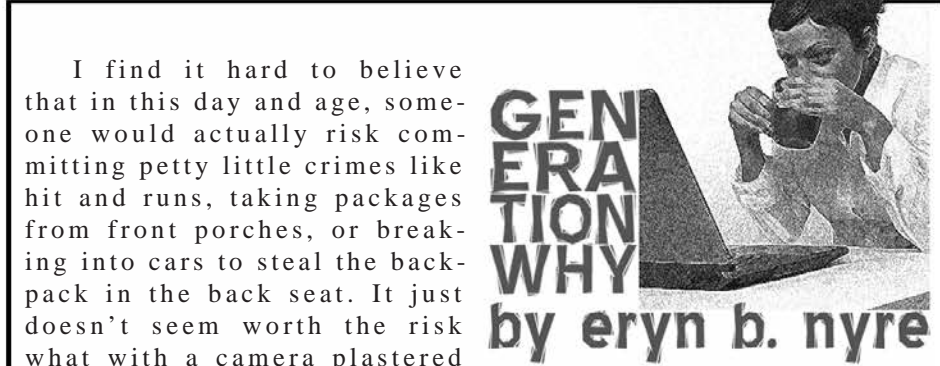 I find it hard to believe
that in this day and age, some-
one would actually risk com-
mitting petty little crimes like
hit and runs, taking packages
from front porches, or break-
ing into cars to steal the back-
pack in the back seat. It just
doesn't seem worth the risk
what with a camera plastered
GEN
ERA
TION
WHY
by eryn b. nyre